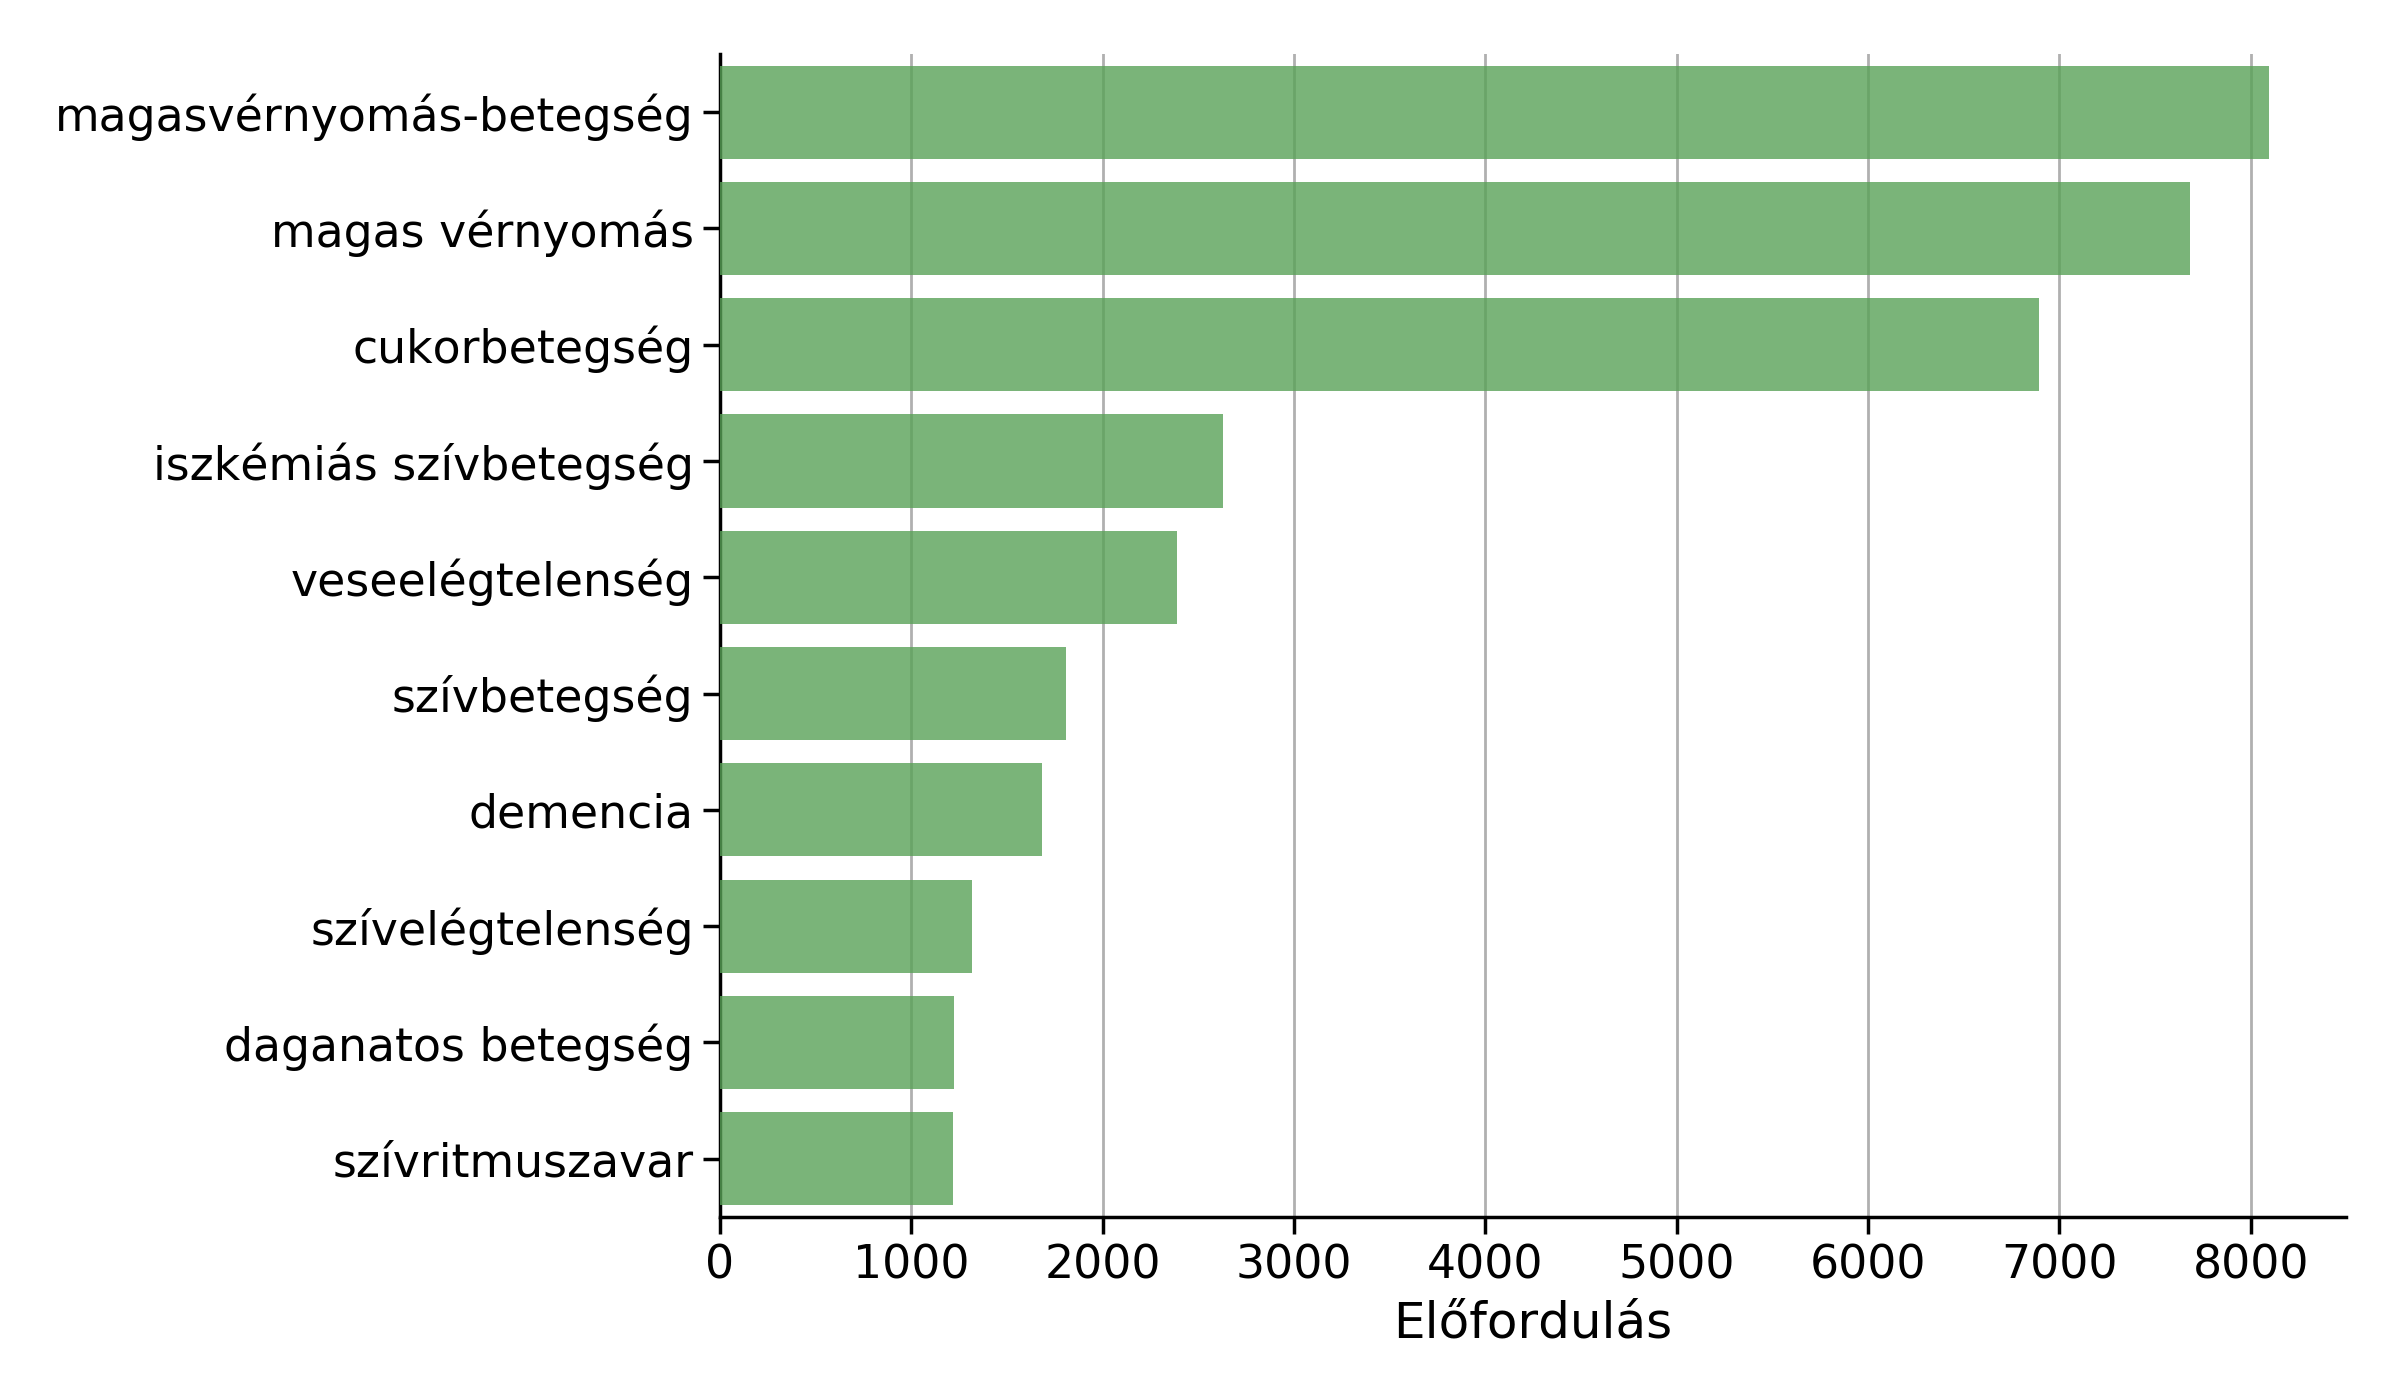 magasvérnyomás-betegség
magas vérnyomás
cukorbetegség
iszkémiás szívbetegség
veseelégtelenség
szívbetegség
demencia
szívelégtelenség
daganatos betegség
szívritmuszavar
0 1000 2000 3000 4000 5000 6000 7000 8000
Előfordulás